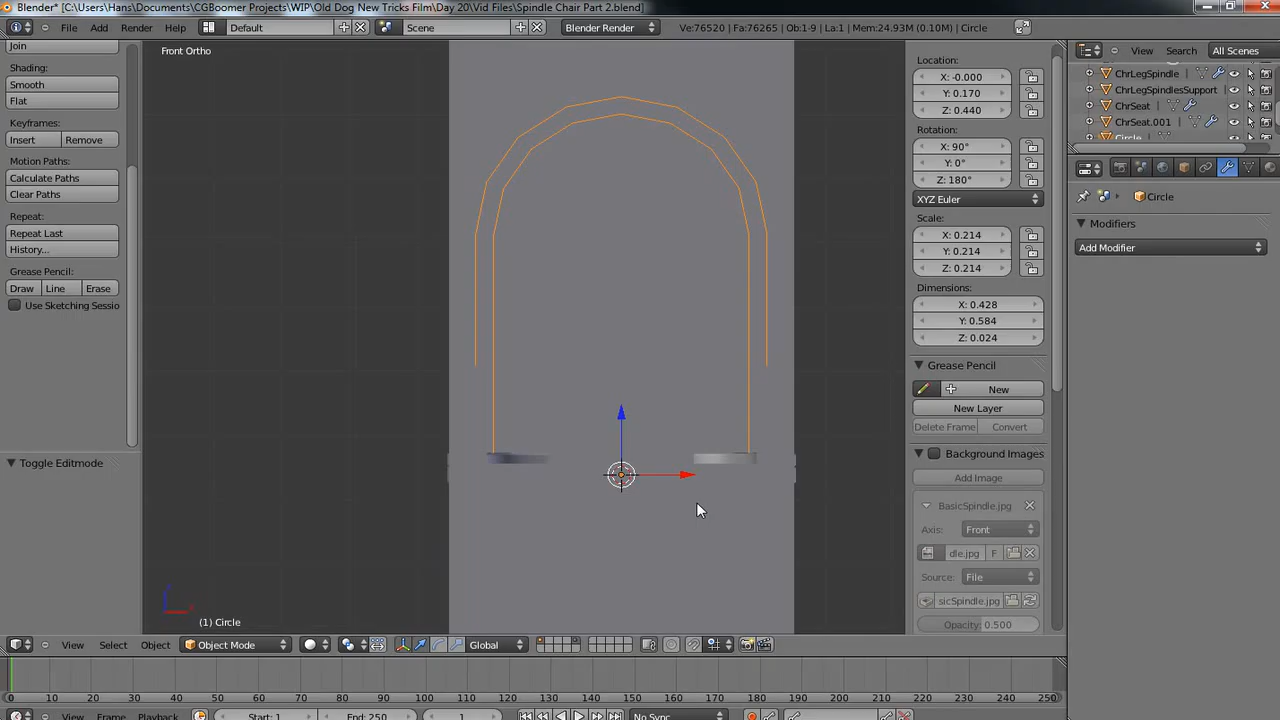 Blender* [C:\Users\Hans\Documents\CGBoomer Projects\WIP\Old Dog New Tricks Film\Day 20\Vid Files\Spindle Chair Part 2.blend]
File Add Render Help Default Scene Blender Render Ve:76520 | Fa:76265 | Ob:1-9 | La:1 | Mem:24.93M (0.10M) | Circle View Search All Scenes
Join
Shading:
Smooth
Flat
Keyframes:
Insert Remove
Motion Paths:
Calculate Paths
Clear Paths
Repeat:
Repeat Last
History...
Grease Pencil:
Draw Line Erase
Use Sketching Sessio
Toggle Editmode
Front Ortho
(1) Circle
Location:
X: -0.000
Y: 0.170
Z: 0.440
Rotation:
X: 90°
Y: 0°
Z: 180°
XYZ Euler
Scale:
X: 0.214
Y: 0.214
Z: 0.214
Dimensions:
X: 0.428
Y: 0.584
Z: 0.024
Grease Pencil
New
New Layer
Delete Frame Convert
Background Images
Add Image
BasicSpindle.jpg
Axis: Front
dle.jpg F
Source: File
sicSpindle.jpg
Opacity: 0.500
ChrLegSpindle
ChrLegSpindlesSupport
ChrSeat
ChrSeat.001
Circle
Circle
Modifiers
Add Modifier
View Select Object Object Mode Global
0 10 20 30 40 50 60 70 80 90 100 110 120 130 140 150 160 170 180 190 200 210 220 230 240 250
View Frame Playback Start: 1 End: 250 1 No Sync